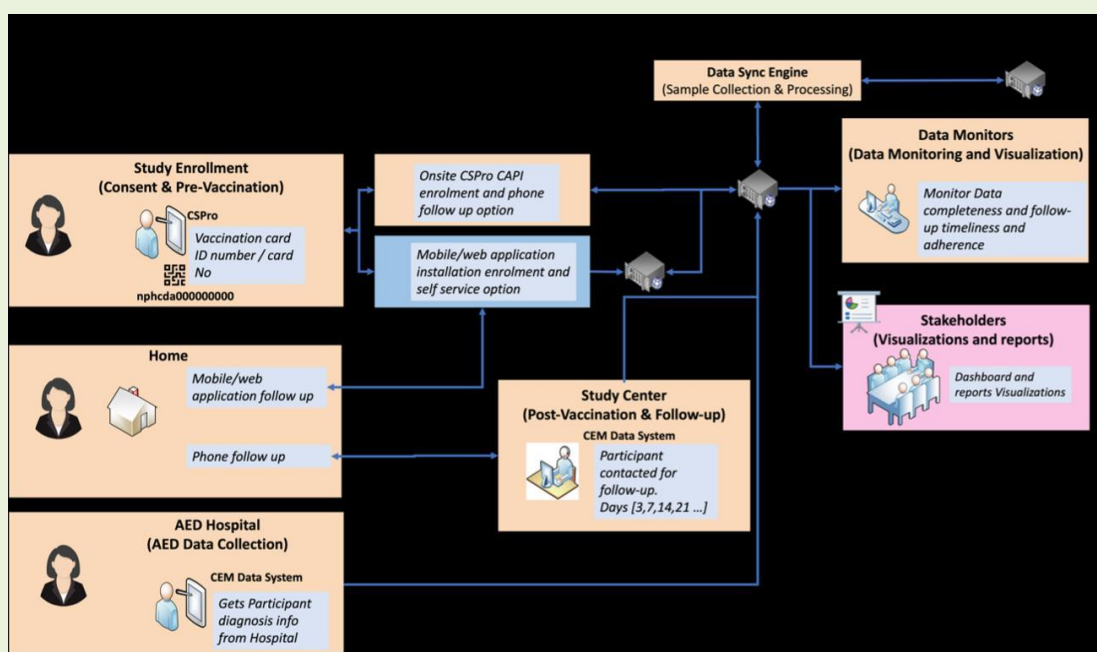 Data Sync Engine
(Sample Collection & Processing)
Study Enrollment
(Consent & Pre-Vaccination)
CSPro
Vaccination card
ID number / card
No
nphcda000000000
Onsite CSPro CAPI
enrolment and phone
follow up option
Mobile/web application
installation enrolment and
self service option
Data Monitors
(Data Monitoring and Visualization)
Monitor Data
completeness and follow-
up timeliness and
adherence
Stakeholders
(Visualizations and reports)
Dashboard and
reports Visualizations
Home
Mobile/web
application follow up
Phone follow up
Study Center
(Post-Vaccination & Follow-up)
CEM Data System
Participant
contacted for
follow-up.
Days [3,7,14,21 ...]
AED Hospital
(AED Data Collection)
CEM Data System
Gets Participant
diagnosis info
from Hospital